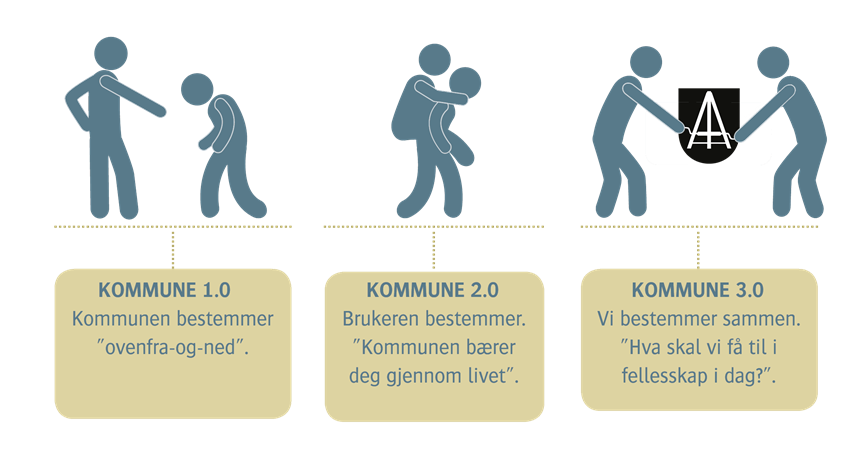 KOMMUNE 1.0
Kommunen bestemmer
”ovenfra-og-ned”.
KOMMUNE 2.0
Brukeren bestemmer.
”Kommunen bærer
deg gjennom livet”.
KOMMUNE 3.0
Vi bestemmer sammen.
”Hva skal vi få til i
fellesskap i dag?”.